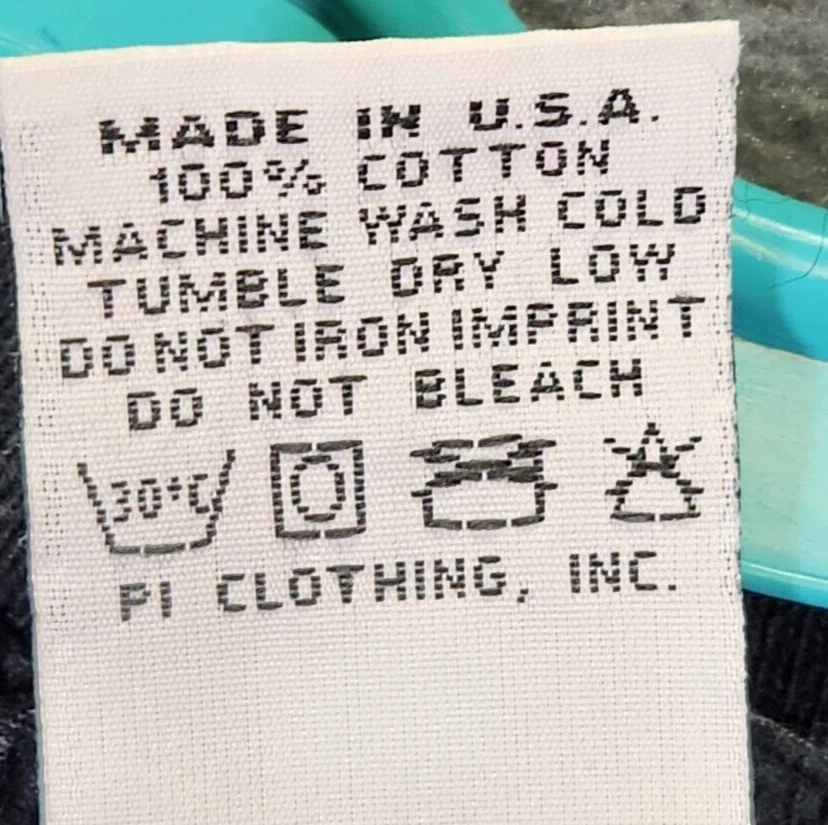 MADE IN U.S.A.
100% COTTON
MACHINE WASH COLD
TUMBLE DRY LOW
DO NOT IRON IMPRINT
DO NOT BLEACH
30°C
PI CLOTHING, INC.